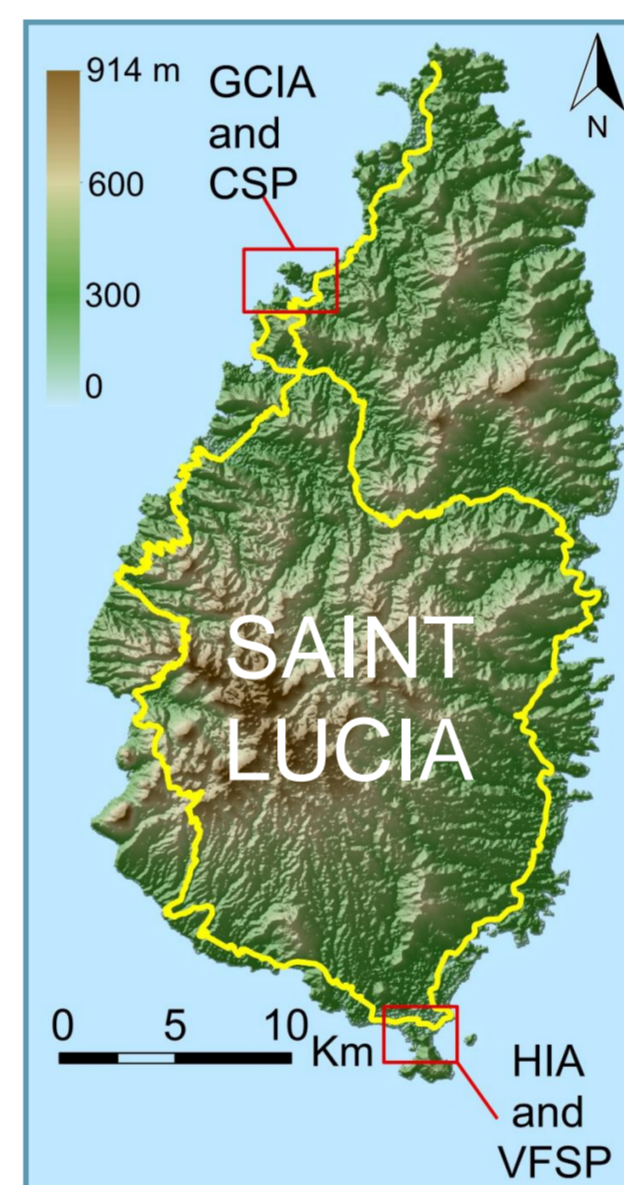 914 m
600
300
0
GCIA
and
CSP
N
SAINT
LUCIA
0 5 10
Km
HIA
and
VFSP